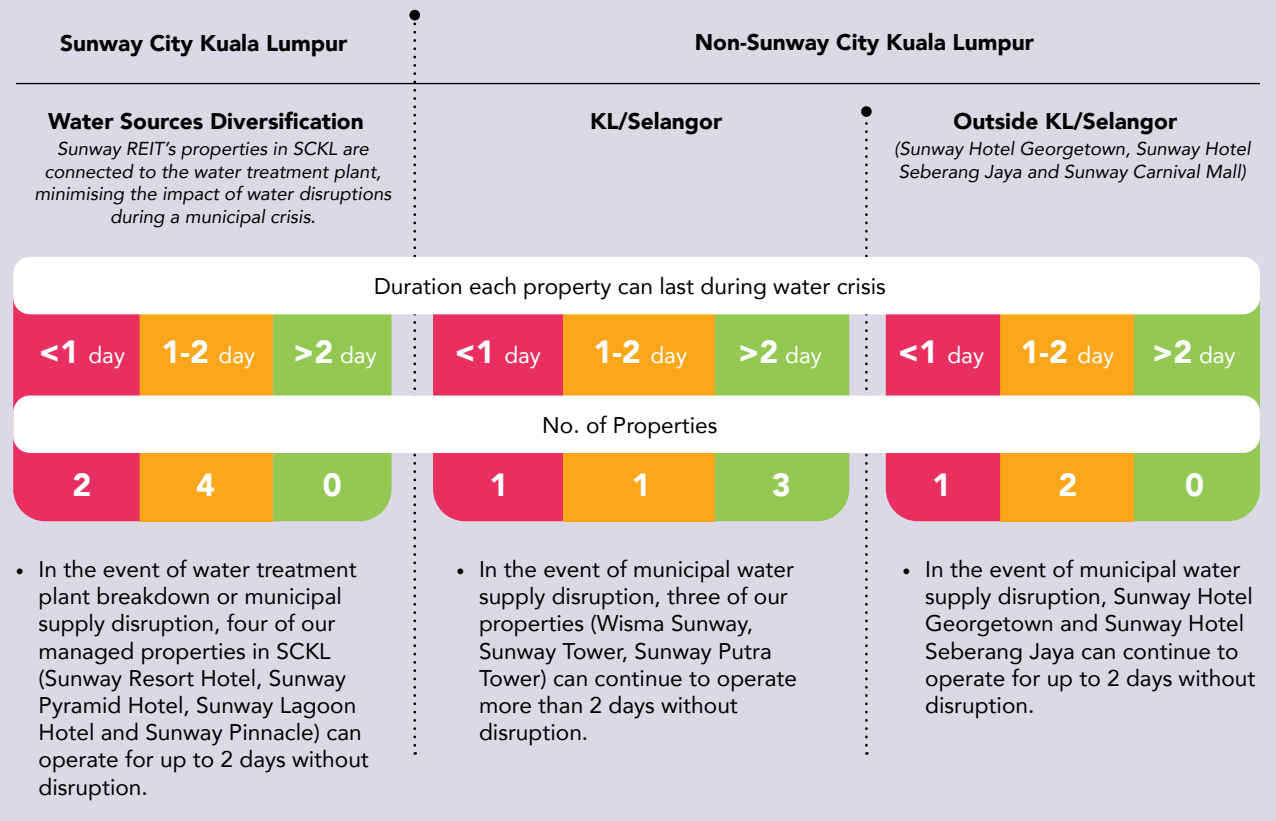 Sunway City Kuala Lumpur
Non-Sunway City Kuala Lumpur
Water Sources Diversification
Sunway REIT’s properties in SCKL are
connected to the water treatment plant,
minimising the impact of water disruptions
during a municipal crisis.
KL/Selangor
Outside KL/Selangor
(Sunway Hotel Georgetown, Sunway Hotel
Seberang Jaya and Sunway Carnival Mall)
Duration each property can last during water crisis
<1 day 1-2 day >2 day
<1 day 1-2 day >2 day
<1 day 1-2 day >2 day
No. of Properties
2 4 0
1 1 3
1 2 0
• In the event of water treatment
plant breakdown or municipal
supply disruption, four of our
managed properties in SCKL
(Sunway Resort Hotel, Sunway
Pyramid Hotel, Sunway Lagoon
Hotel and Sunway Pinnacle) can
operate for up to 2 days without
disruption.
• In the event of municipal water
supply disruption, three of our
properties (Wisma Sunway,
Sunway Tower, Sunway Putra
Tower) can continue to operate
more than 2 days without
disruption.
• In the event of municipal water
supply disruption, Sunway Hotel
Georgetown and Sunway Hotel
Seberang Jaya can continue to
operate for up to 2 days without
disruption.